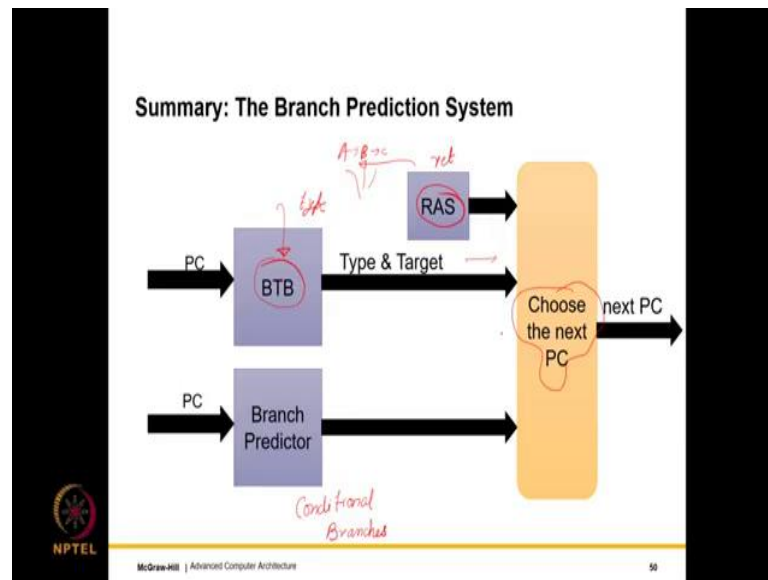 Summary: The Branch Prediction System
A→B→C
ret
RAS
type
PC
BTB
Type & Target
Choose
the next
PC
next PC
PC
Branch
Predictor
Conditional
Branches
NPTEL
McGraw-Hill | Advanced Computer Architecture
50